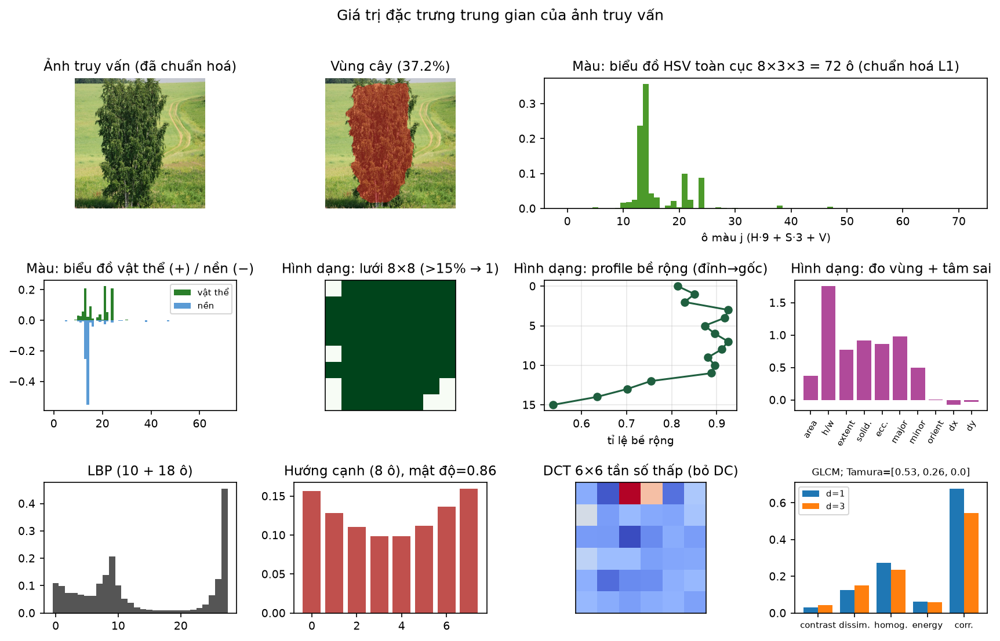 Giá trị đặc trưng trung gian của ảnh truy vấn
Ảnh truy vấn (đã chuẩn hoá)
Vùng cây (37.2%)
Màu: biểu đồ HSV toàn cục 8×3×3 = 72 ô (chuẩn hoá L1)
0.3
0.2
0.1
0.0
0 10 20 30 40 50 60 70
ô màu j (H·9 + S·3 + V)
Màu: biểu đồ vật thể (+) / nền (−)
0.2
0.0
−0.2
−0.4
vật thể
nền
0 20 40 60
Hình dạng: lưới 8×8 (>15% → 1)
Hình dạng: profile bề rộng (đỉnh→gốc)
0
5
10
15
0.6 0.7 0.8 0.9
tỉ lệ bề rộng
Hình dạng: đo vùng + tâm sai
1.5
1.0
0.5
0.0
area h/w extent solid. ecc. major minor orient dx dy
LBP (10 + 18 ô)
0.4
0.3
0.2
0.1
0.0
0 10 20
Hướng cạnh (8 ô), mật độ=0.86
0.15
0.10
0.05
0.00
0 2 4 6
DCT 6×6 tần số thấp (bỏ DC)
GLCM; Tamura=[0.53, 0.26, 0.0]
d=1
d=3
0.6
0.4
0.2
0.0
contrast dissim. homog. energy corr.